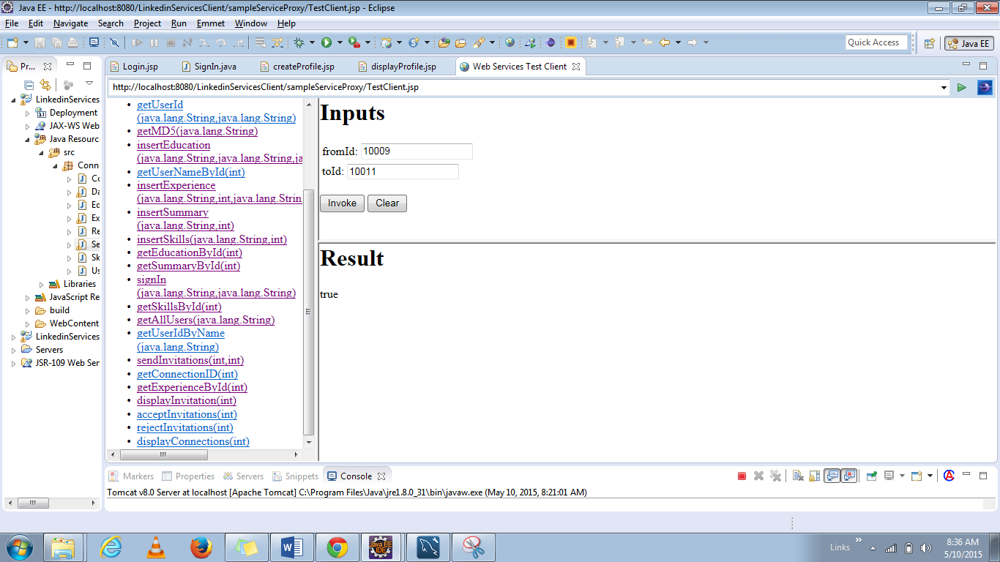 Java EE - http://localhost:8080/LinkedinServicesClient/sampleServiceProxy/TestClient.jsp - Eclipse
File Edit Navigate Search Project Run Emmet Window Help
Quick Access
Java EE
Pr...
Login.jsp
SignIn.java
createProfile.jsp
displayProfile.jsp
Web Services Test Client
http://localhost:8080/LinkedinServicesClient/sampleServiceProxy/TestClient.jsp
LinkedinServices
Deployment
JAX-WS Web
Java Resourc
src
Conn
Co
Da
Ed
Ex
Re
Se
Sk
Us
Libraries
JavaScript Re
build
WebContent
LinkedinServices
Servers
JSR-109 Web Ser
• getUserId
(java.lang.String,java.lang.String)
• getMD5(java.lang.String)
• insertEducation
(java.lang.String,java.lang.String,ja
• getUserNameById(int)
• insertExperience
(java.lang.String,int,java.lang.Strin
• insertSummary
(java.lang.String,int)
• insertSkills(java.lang.String,int)
• getEducationById(int)
• getSummaryById(int)
• signIn
(java.lang.String,java.lang.String)
• getSkillsById(int)
• getAllUsers(java.lang.String)
• getUserIdByName
(java.lang.String)
• sendInvitations(int,int)
• getConnectionID(int)
• getExperienceById(int)
• displayInvitation(int)
• acceptInvitations(int)
• rejectInvitations(int)
• displayConnections(int)
Inputs
fromId: 10009
toId: 10011
Invoke Clear
Result
true
Markers Properties Servers Snippets Console
Tomcat v8.0 Server at localhost [Apache Tomcat] C:\Program Files\Java\jre1.8.0_31\bin\javaw.exe (May 10, 2015, 8:21:01 AM)
Java EE
IDE
Links
8:36 AM
5/10/2015